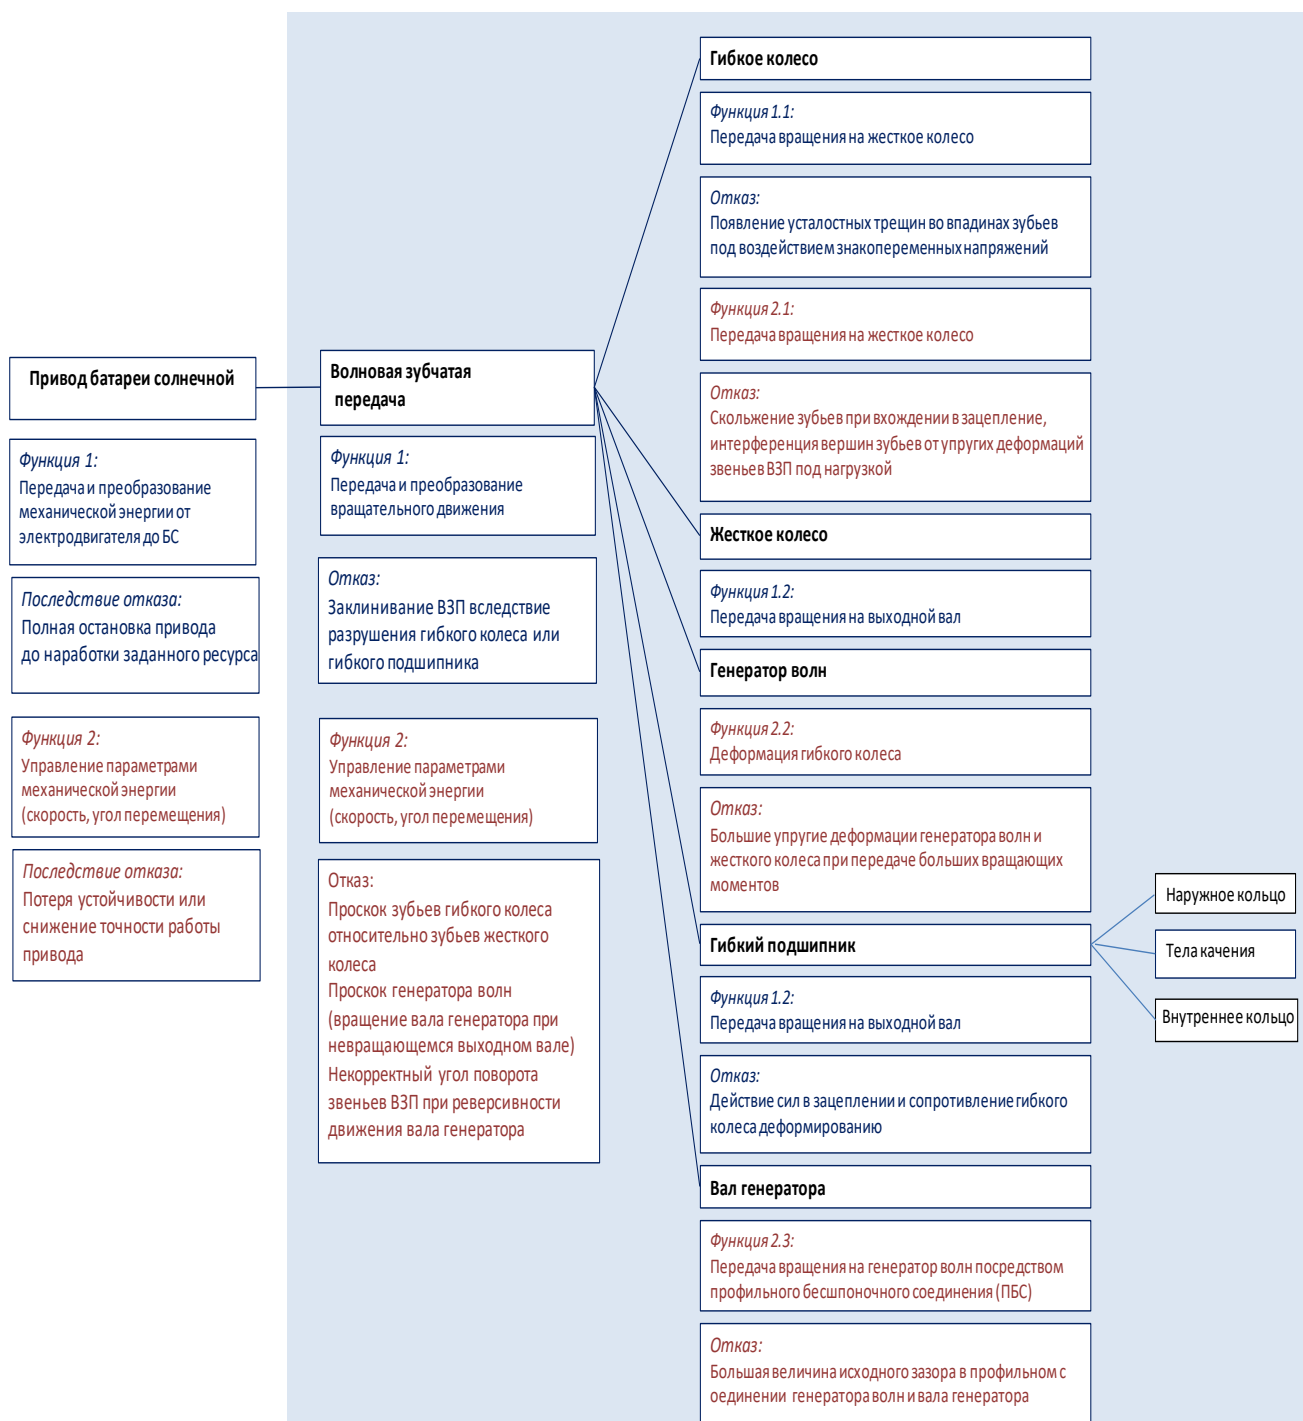 Привод батареи солнечной
Функция 1:
Передача и преобразование
механической энергии от
электродвигателя до БС
Последствие отказа:
Полная остановка привода
до наработки заданного ресурса
Функция 2:
Управление параметрами
механической энергии
(скорость, угол перемещения)
Последствие отказа:
Потеря устойчивости или
снижение точности работы
привода
Волновая зубчатая
передача
Функция 1:
Передача и преобразование
вращательного движения
Отказ:
Заклинивание ВЗП вследствие
разрушения гибкого колеса или
гибкого подшипника
Функция 2:
Управление параметрами
механической энергии
(скорость, угол перемещения)
Отказ:
Проскок зубьев гибкого колеса
относительно зубьев жесткого
колеса
Проскок генератора волн
(вращение вала генератора при
невращающемся выходном вале)
Некорректный угол поворота
звеньев ВЗП при реверсивности
движения вала генератора
Гибкое колесо
Функция 1.1:
Передача вращения на жесткое колесо
Отказ:
Появление усталостных трещин во впадинах зубьев
под воздействием знакопеременных напряжений
Функция 2.1:
Передача вращения на жесткое колесо
Отказ:
Скольжение зубьев при вхождении в зацепление,
интерференция вершин зубьев от упругих деформаций
звеньев ВЗП под нагрузкой
Жесткое колесо
Функция 1.2:
Передача вращения на выходной вал
Генератор волн
Функция 2.2:
Деформация гибкого колеса
Отказ:
Большие упругие деформации генератора волн и
жесткого колеса при передаче больших вращающих
моментов
Гибкий подшипник
Функция 1.2:
Передача вращения на выходной вал
Отказ:
Действие сил в зацеплении и сопротивление гибкого
колеса деформированию
Вал генератора
Функция 2.3:
Передача вращения на генератор волн посредством
профильного бесшпоночного соединения (ПБС)
Отказ:
Большая величина исходного зазора в профильном с
оединении генератора волн и вала генератора
Наружное кольцо
Тела качения
Внутреннее кольцо